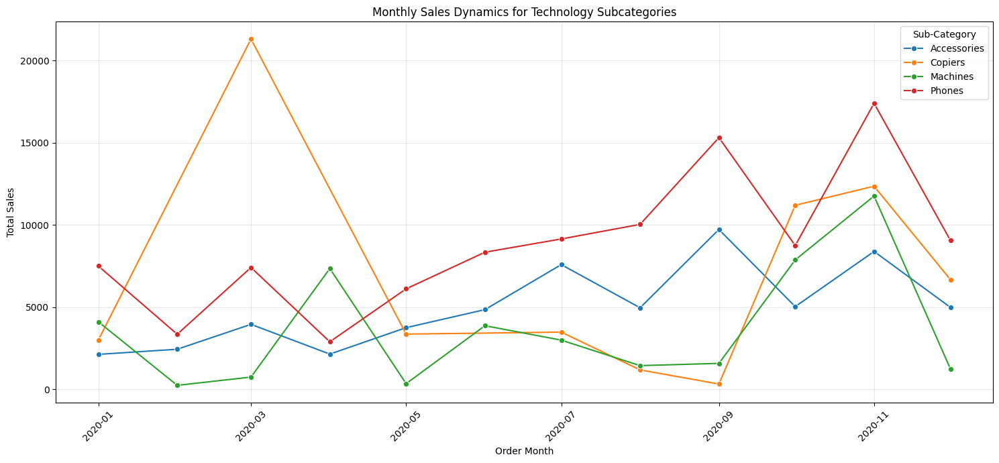 Monthly Sales Dynamics for Technology Subcategories
Sub-Category
Accessories
Copiers
Machines
Phones
Total Sales
20000
15000
10000
5000
0
2020-01
2020-03
2020-05
2020-07
2020-09
2020-11
Order Month